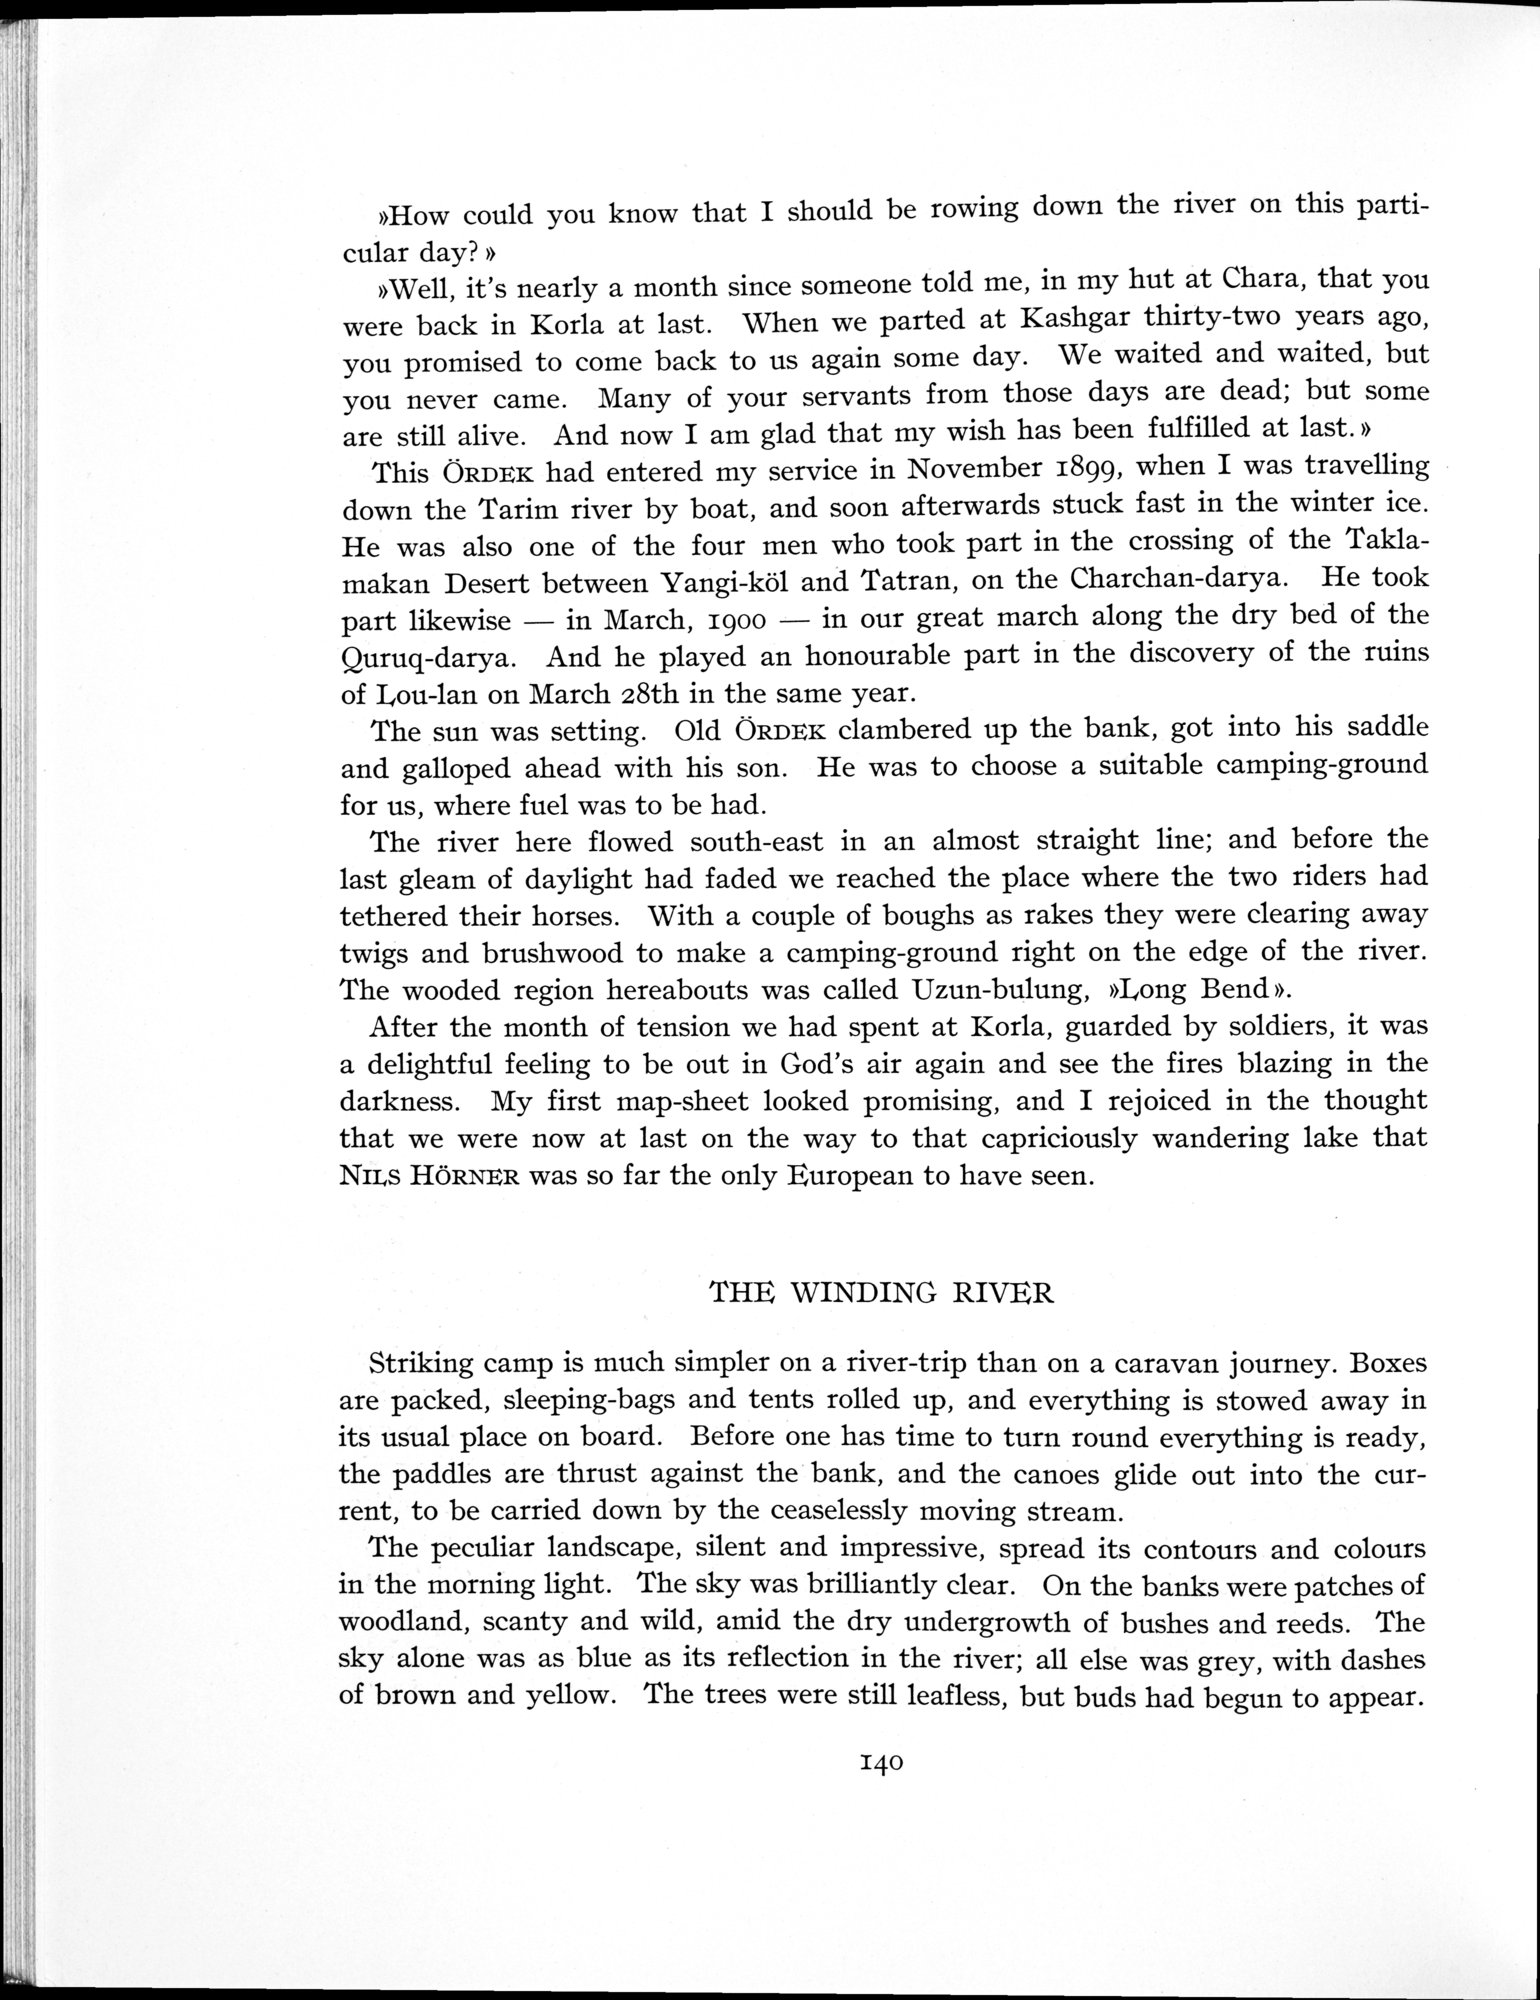 »How could you know that I should be rowing down the river on this parti-
cular day?»
»Well, it's nearly a month since someone told me, in my hut at Chara, that you
were back in Korla at last. When we parted at Kashgar thirty-two years ago,
you promised to come back to us again some day. We waited and waited, but
you never came. Many of your servants from those days are dead; but some
are still alive. And now I am glad that my wish has been fulfilled at last.»
This ÖRDEK had entered my service in November 1899, when I was travelling
down the Tarim river by boat, and soon afterwards stuck fast in the winter ice.
He was also one of the four men who took part in the crossing of the Takla-
makan Desert between Yangi-köl and Tatran, on the Charchan-darya. He took
part likewise — in March, 1900 — in our great march along the dry bed of the
Quruq-darya. And he played an honourable part in the discovery of the ruins
of Lou-lan on March 28th in the same year.
The sun was setting. Old ÖRDEK clambered up the bank, got into his saddle
and galloped ahead with his son. He was to choose a suitable camping-ground
for us, where fuel was to be had.
The river here flowed south-east in an almost straight line; and before the
last gleam of daylight had faded we reached the place where the two riders had
tethered their horses. With a couple of boughs as rakes they were clearing away
twigs and brushwood to make a camping-ground right on the edge of the river.
The wooded region hereabouts was called Uzun-bulung, »Long Bend».
After the month of tension we had spent at Korla, guarded by soldiers, it was
a delightful feeling to be out in God's air again and see the fires blazing in the
darkness. My first map-sheet looked promising, and I rejoiced in the thought
that we were now at last on the way to that capriciously wandering lake that
NILS HÖRNER was so far the only European to have seen.
THE WINDING RIVER
Striking camp is much simpler on a river-trip than on a caravan journey. Boxes
are packed, sleeping-bags and tents rolled up, and everything is stowed away in
its usual place on board. Before one has time to turn round everything is ready,
the paddles are thrust against the bank, and the canoes glide out into the cur-
rent, to be carried down by the ceaselessly moving stream.
The peculiar landscape, silent and impressive, spread its contours and colours
in the morning light. The sky was brilliantly clear. On the banks were patches of
woodland, scanty and wild, amid the dry undergrowth of bushes and reeds. The
sky alone was as blue as its reflection in the river; all else was grey, with dashes
of brown and yellow. The trees were still leafless, but buds had begun to appear.
140